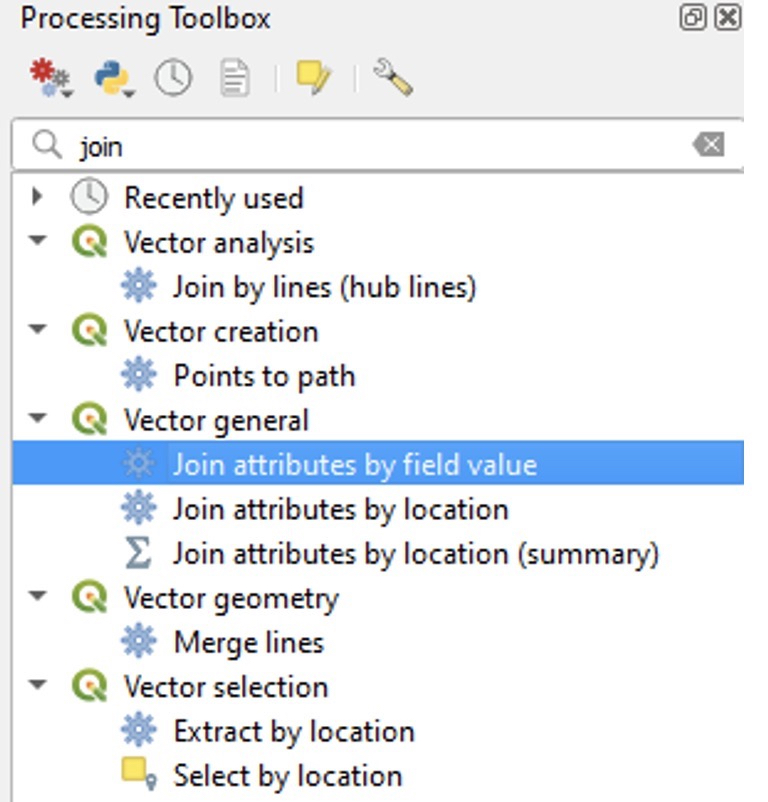 Processing Toolbox
join
Recently used
Vector analysis
Join by lines (hub lines)
Vector creation
Points to path
Vector general
Join attributes by field value
Join attributes by location
Join attributes by location (summary)
Vector geometry
Merge lines
Vector selection
Extract by location
Select by location